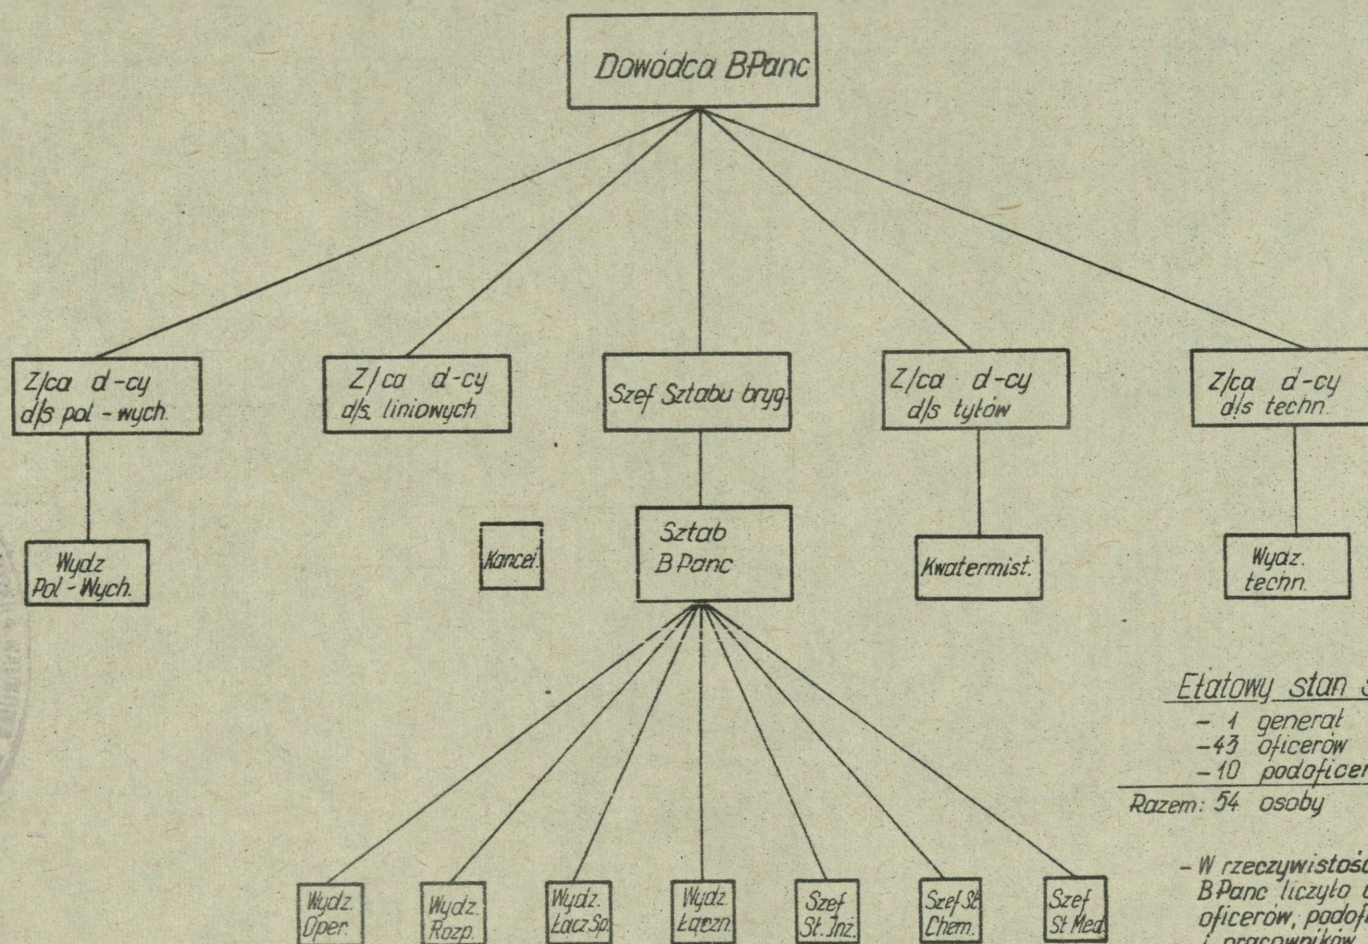 Dowódca BPanc
Z/ca d-cy
d/s pol-wych.
Z/ca d-cy
d/s. liniowych
Szef Sztabu bryg.
Z/ca d-cy
d/s tyłów
Z/ca d-cy
d/s techn.
Wydz
Pol-Wych.
Kancel.
Sztab
B Panc
Kwatermist.
Wydz.
techn.
Etatowy stan
- 1 generał
- 43 oficerów
- 10 podoficer
Razem: 54 osoby
- W rzeczywistośc
BPanc liczyło
oficerów, podof
i pracowników
Wydz.
Oper.
Wydz.
Rozp.
Wydz.
Łącz Sp.
Wydz.
Łączn.
Szef
St. Inż.
Szef St.
Chem.
Szef
St Med.